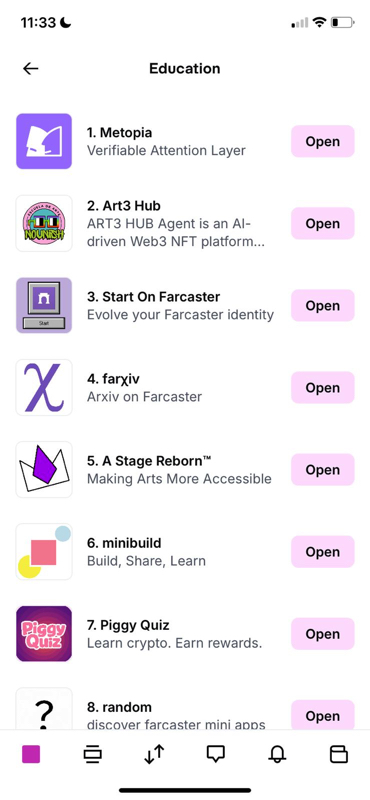 11:33
Education
1. Metopia
Verifiable Attention Layer
Open
2. Art3 Hub
ART3 HUB Agent is an AI-
driven Web3 NFT platform...
Open
NOUNISH
3. Start On Farcaster
Evolve your Farcaster identity
Open
Start
4. farχiv
Arxiv on Farcaster
Open
χ
5. A Stage Reborn™
Making Arts More Accessible
Open
6. minibuild
Build, Share, Learn
Open
Piggy
Quiz
7. Piggy Quiz
Learn crypto. Earn rewards.
Open
?
8. random
discover farcaster mini apps
Open